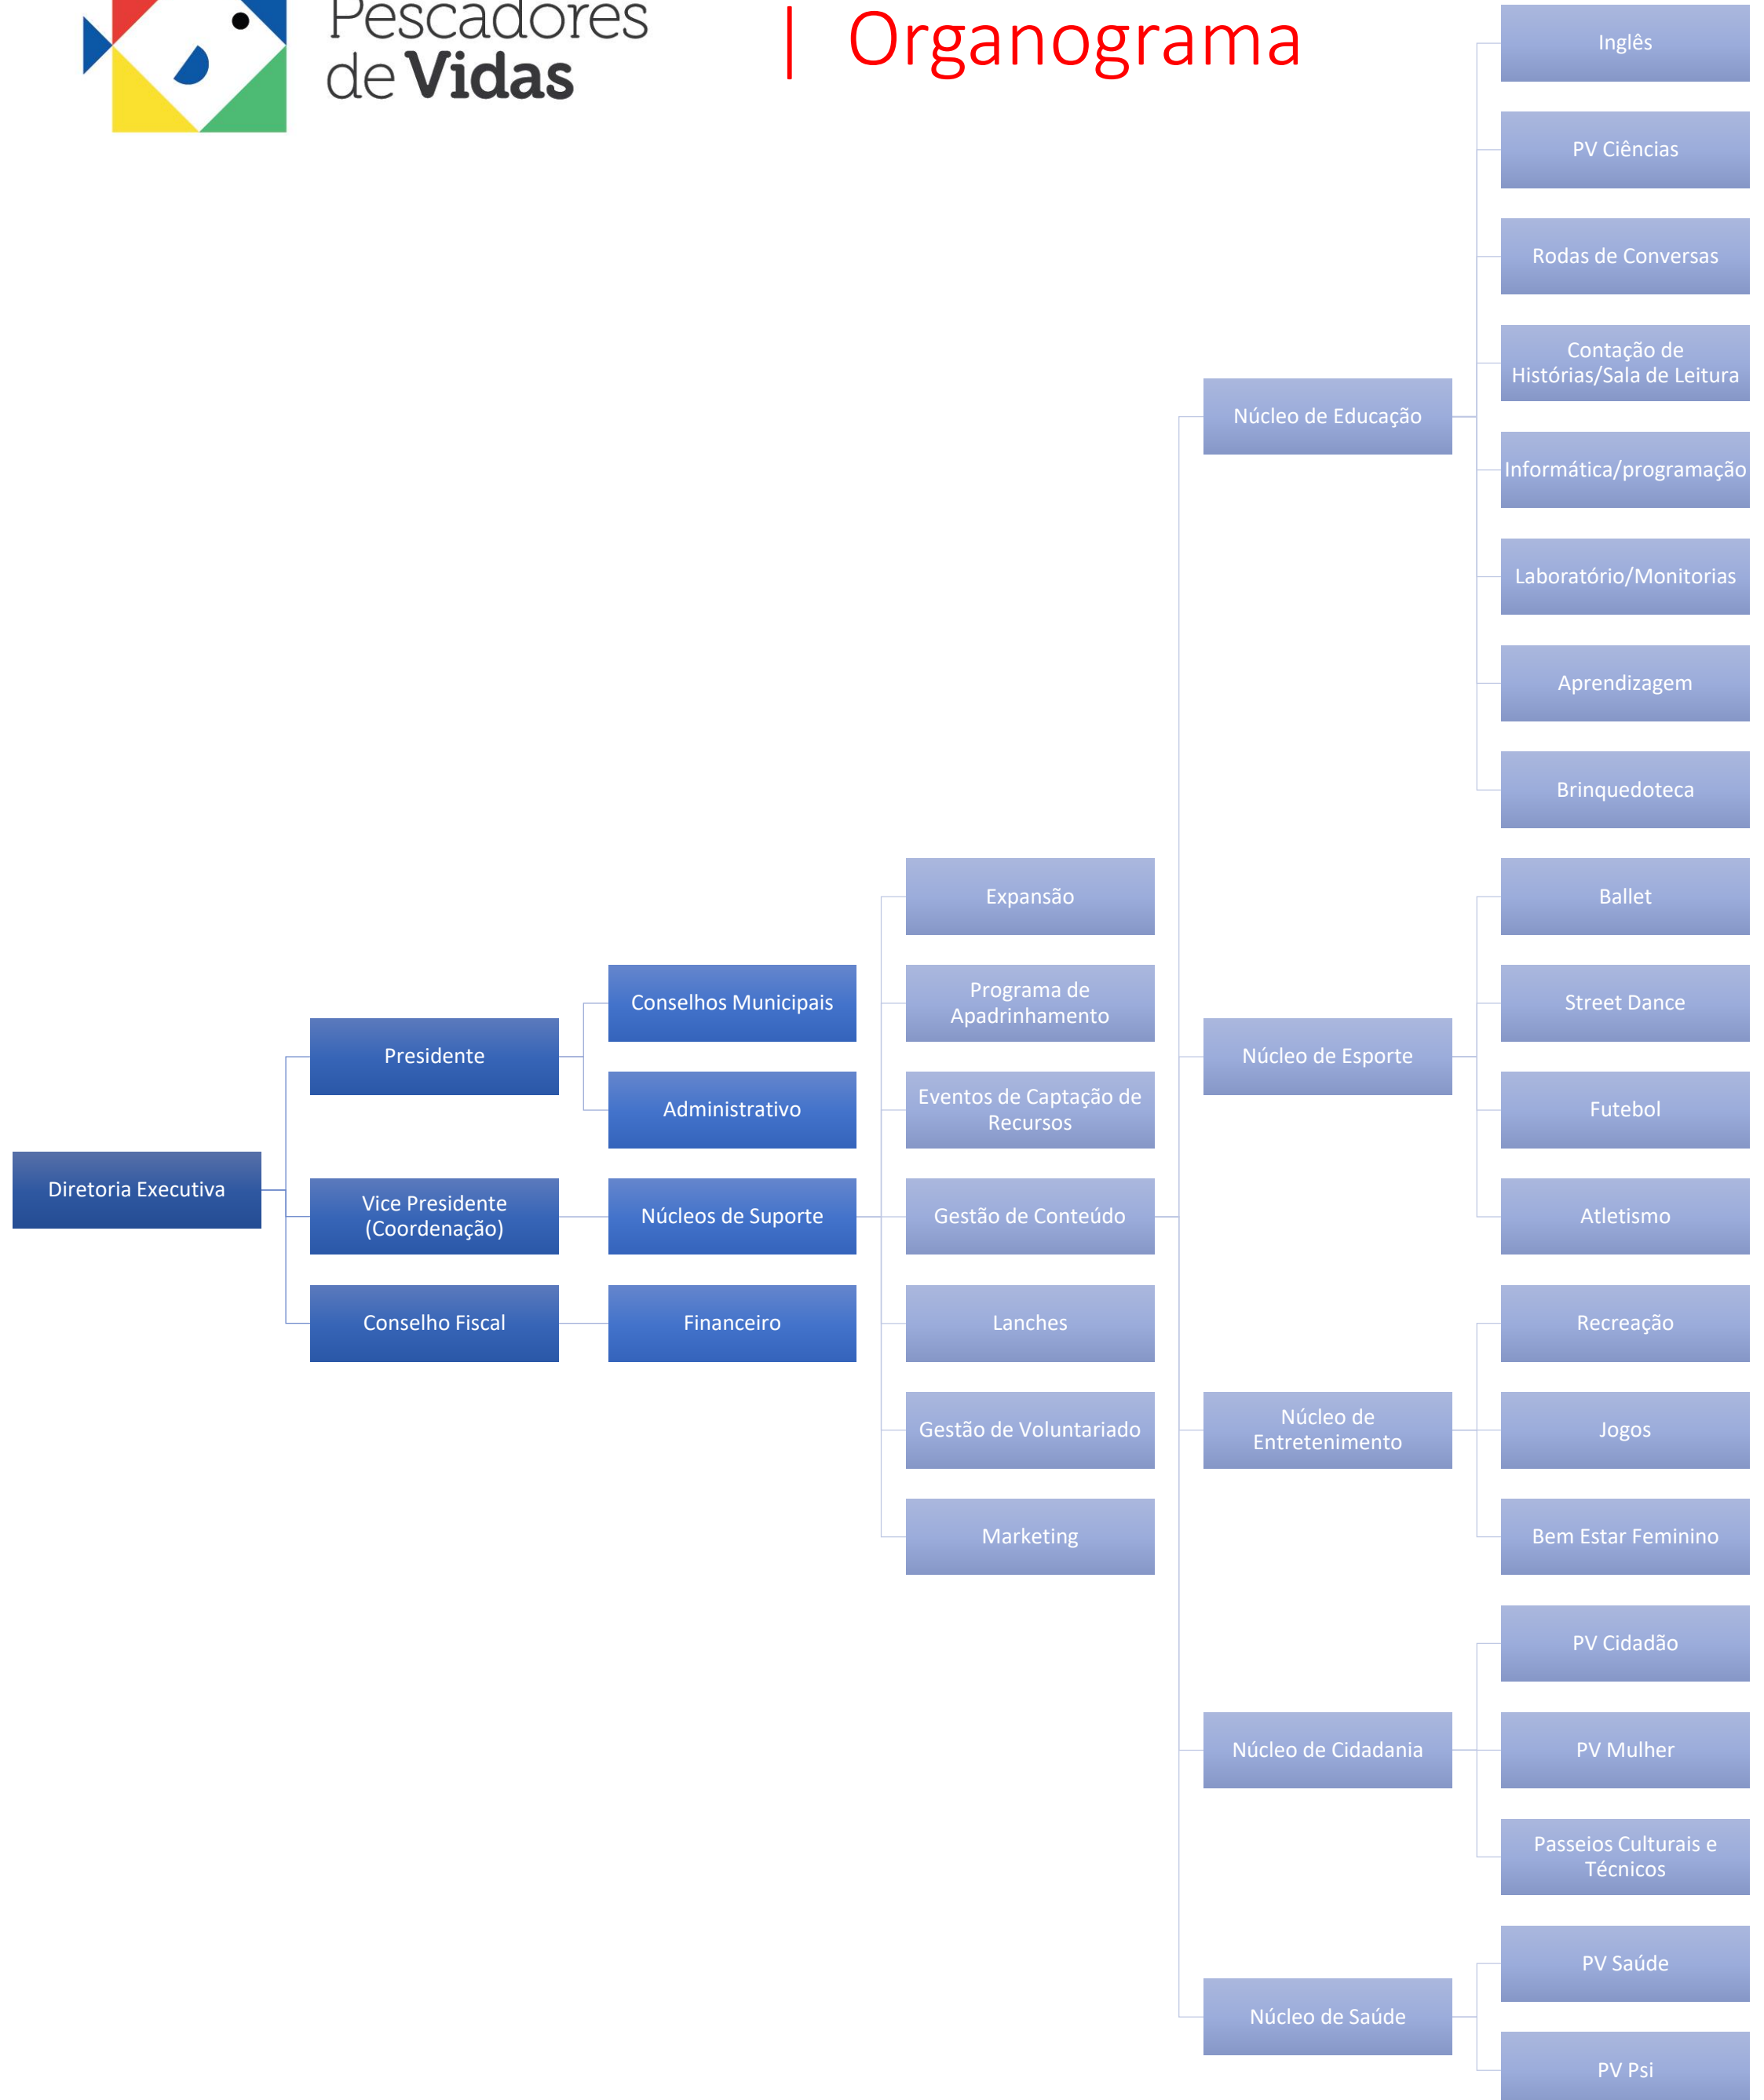 Pescadores
de Vidas
| Organograma
Inglês
PV Ciências
Rodas de Conversas
Contação de
Histórias/Sala de Leitura
Núcleo de Educação
Informática/programação
Laboratório/Monitorias
Aprendizagem
Brinquedoteca
Expansão
Ballet
Conselhos Municipais
Programa de
Apadrinhamento
Street Dance
Presidente
Núcleo de Esporte
Administrativo
Eventos de Captação de
Recursos
Futebol
Diretoria Executiva
Vice Presidente
(Coordenação)
Núcleos de Suporte
Gestão de Conteúdo
Atletismo
Conselho Fiscal
Financeiro
Lanches
Recreação
Gestão de Voluntariado
Núcleo de
Entretenimento
Jogos
Marketing
Bem Estar Feminino
PV Cidadão
Núcleo de Cidadania
PV Mulher
Passeios Culturais e
Técnicos
PV Saúde
Núcleo de Saúde
PV Psi